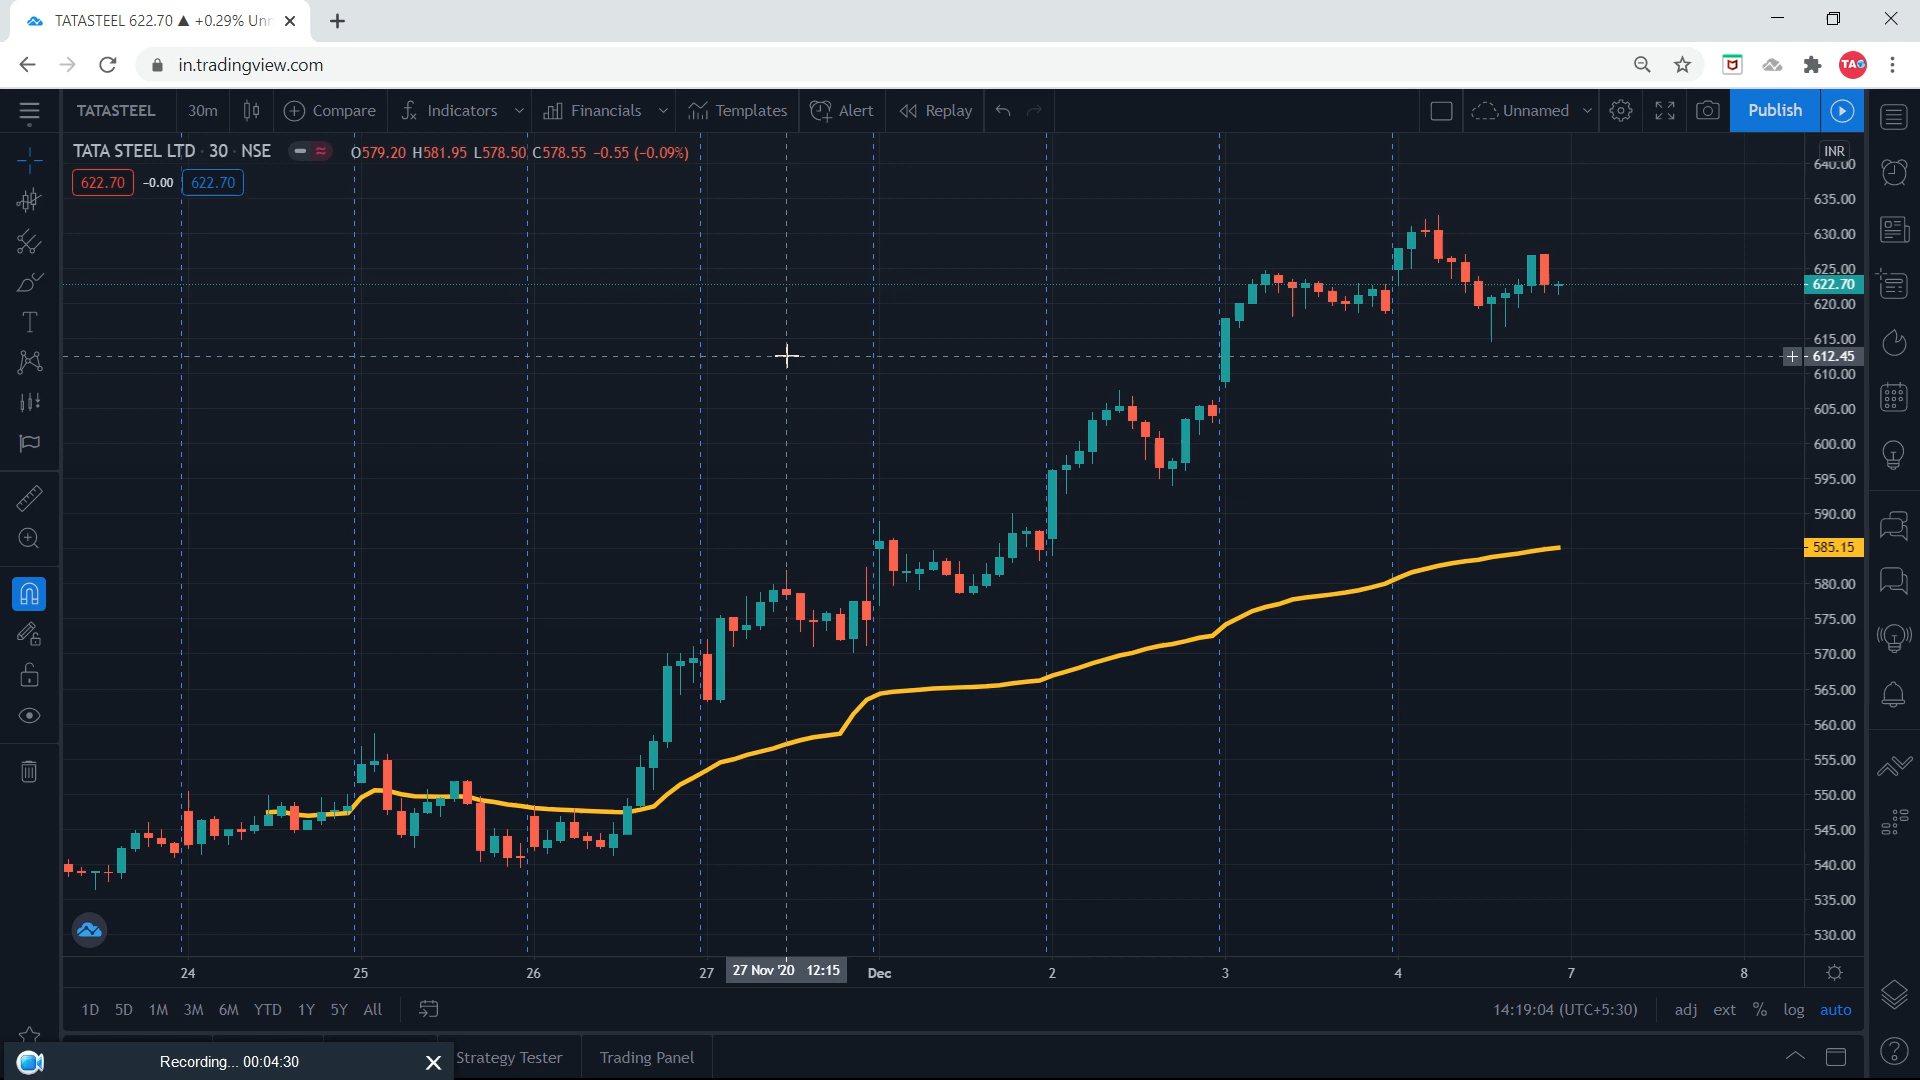 TATASTEEL 622.70 ▲ +0.29% Unn
in.tradingview.com
TAG
TATASTEEL 30m Compare Indicators Financials Templates Alert Replay Unnamed Publish
TATA STEEL LTD · 30 · NSE O579.20 H581.95 L578.50 C578.55 −0.55 (−0.09%)
622.70 -0.00 622.70
INR
640.00
635.00
630.00
625.00
622.70
620.00
615.00
612.45
610.00
605.00
600.00
595.00
590.00
585.15
580.00
575.00
570.00
565.00
560.00
555.00
550.00
545.00
540.00
535.00
530.00
24 25 26 27 27 Nov '20 12:15 Dec 2 3 4 7 8
1D 5D 1M 3M 6M YTD 1Y 5Y All 14:19:04 (UTC+5:30) adj ext % log auto
Recording... 00:04:30 Strategy Tester Trading Panel